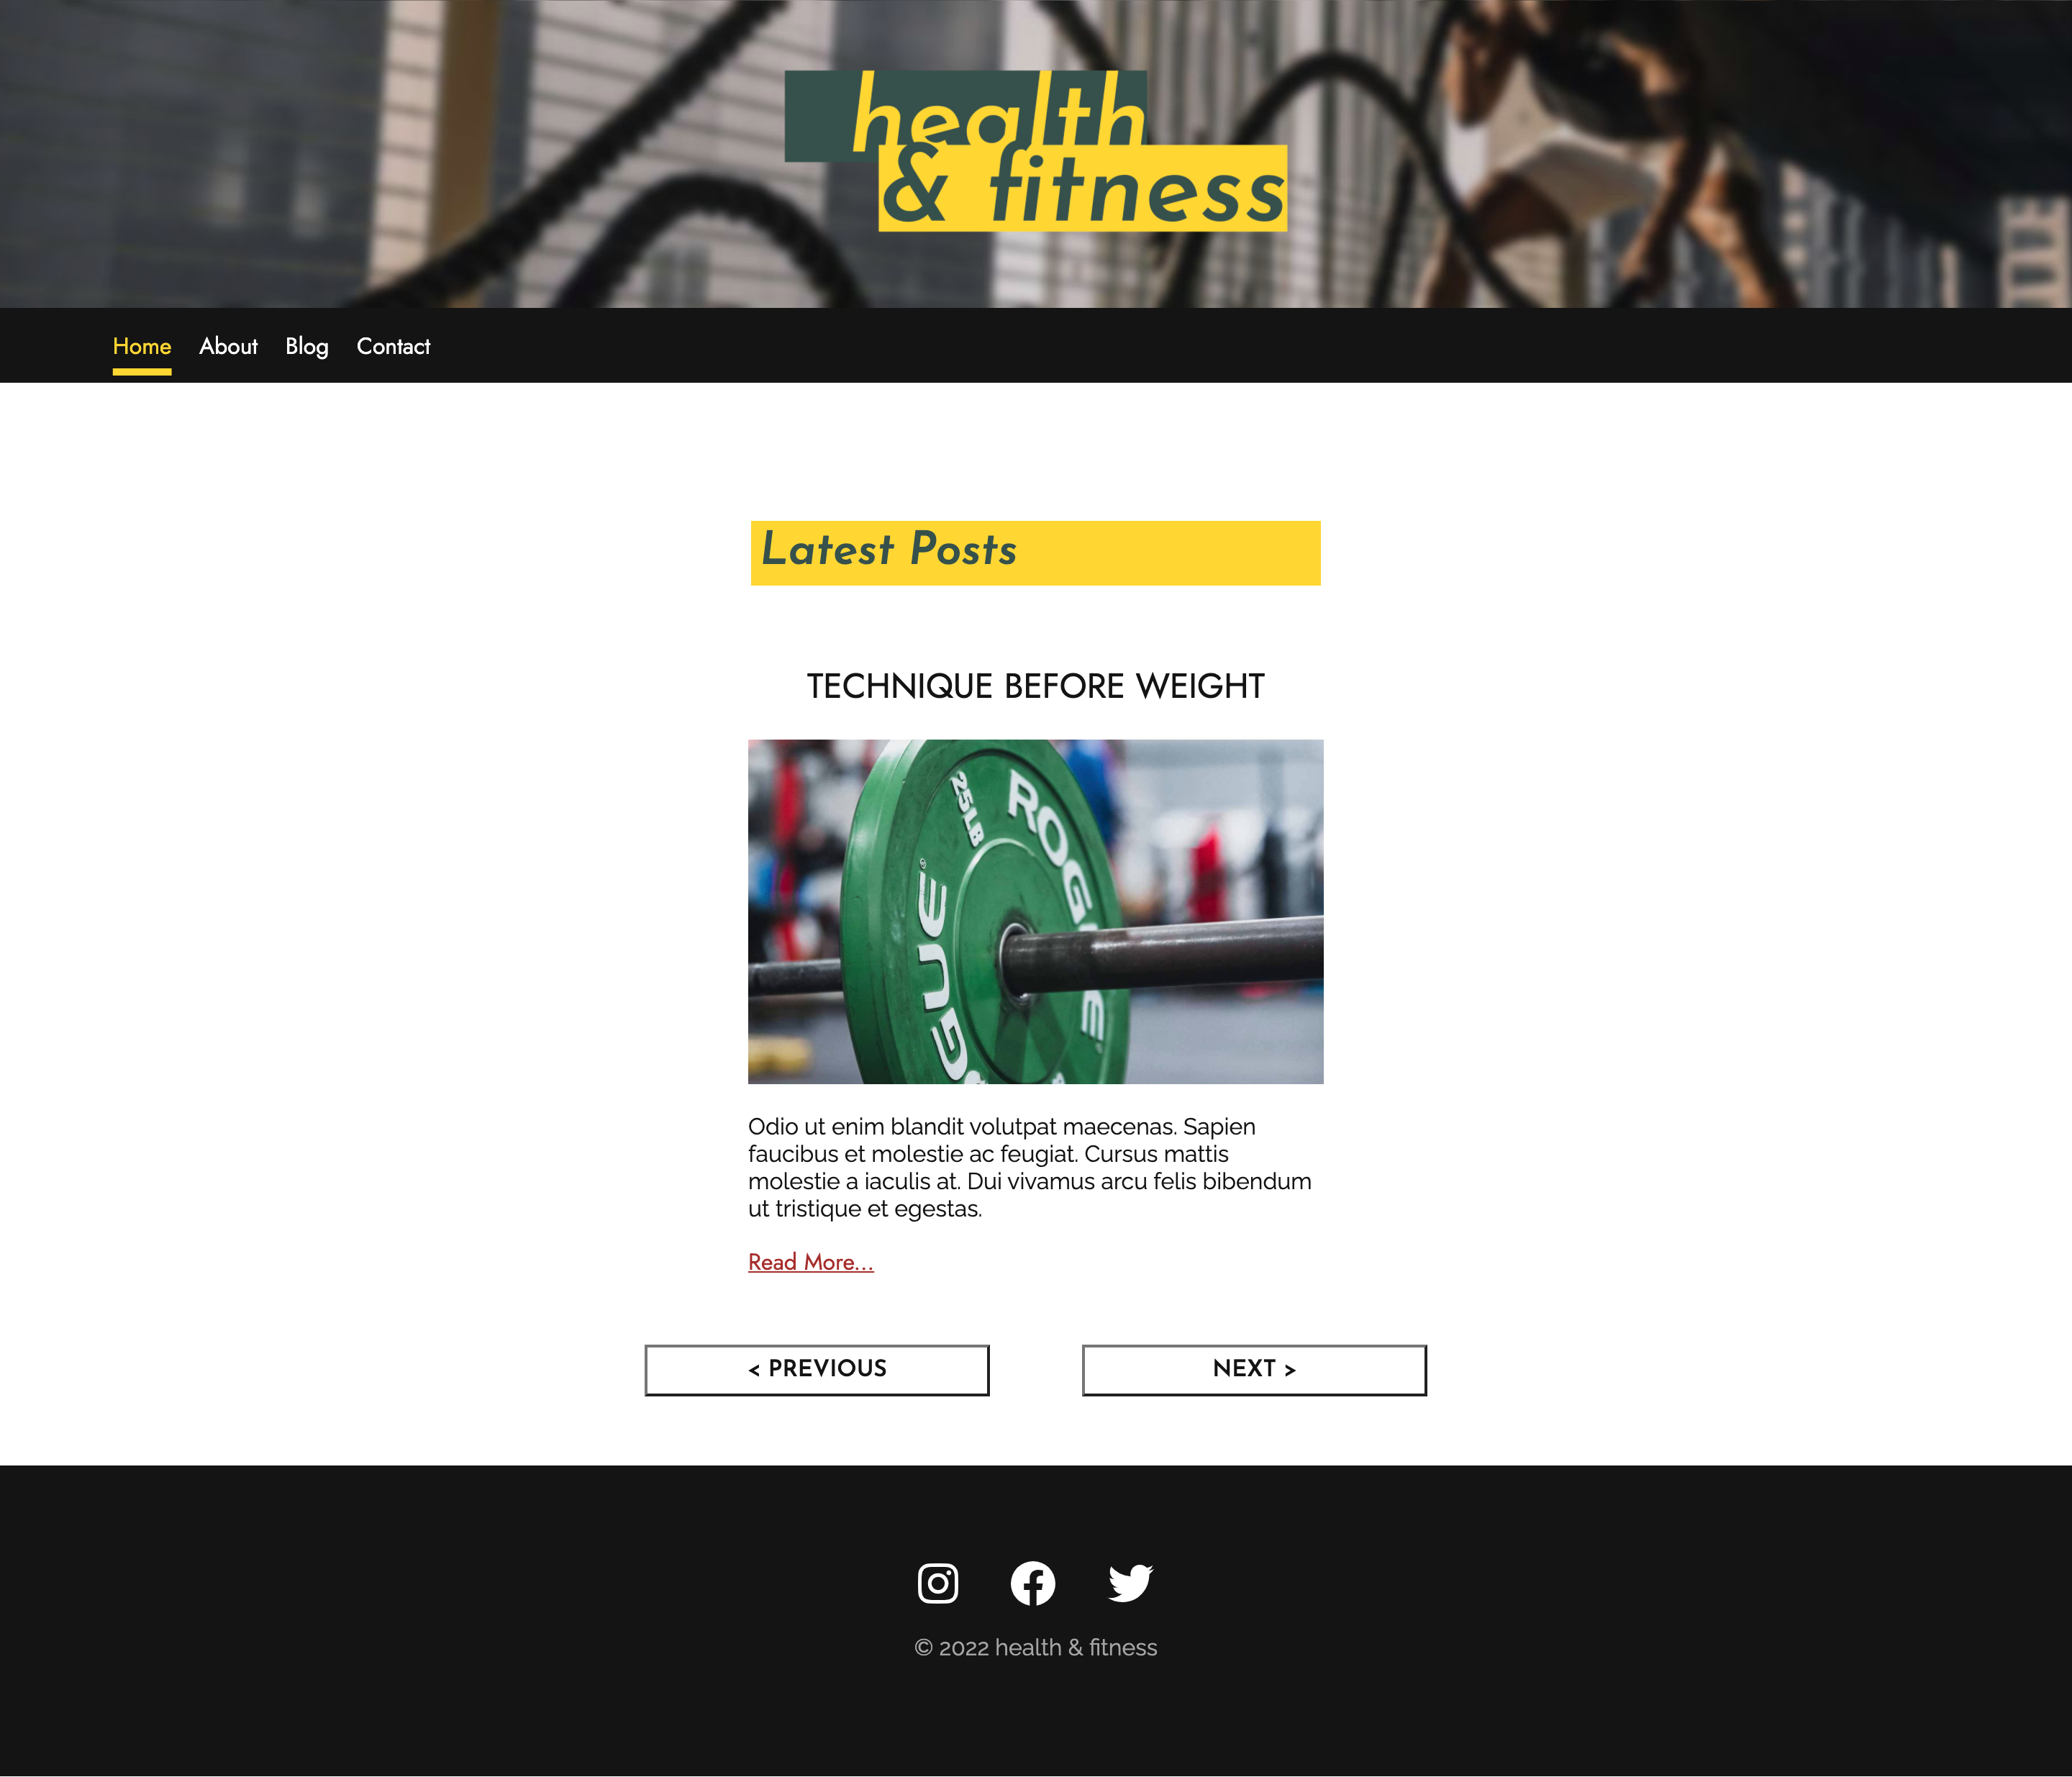 health
& fitness
Home About Blog Contact
Latest Posts
TECHNIQUE BEFORE WEIGHT
25LB
ROGUE
ROGUE
Odio ut enim blandit volutpat maecenas. Sapien
faucibus et molestie ac feugiat. Cursus mattis
molestie a iaculis at. Dui vivamus arcu felis bibendum
ut tristique et egestas.
Read More...
< PREVIOUS NEXT >
© 2022 health & fitness